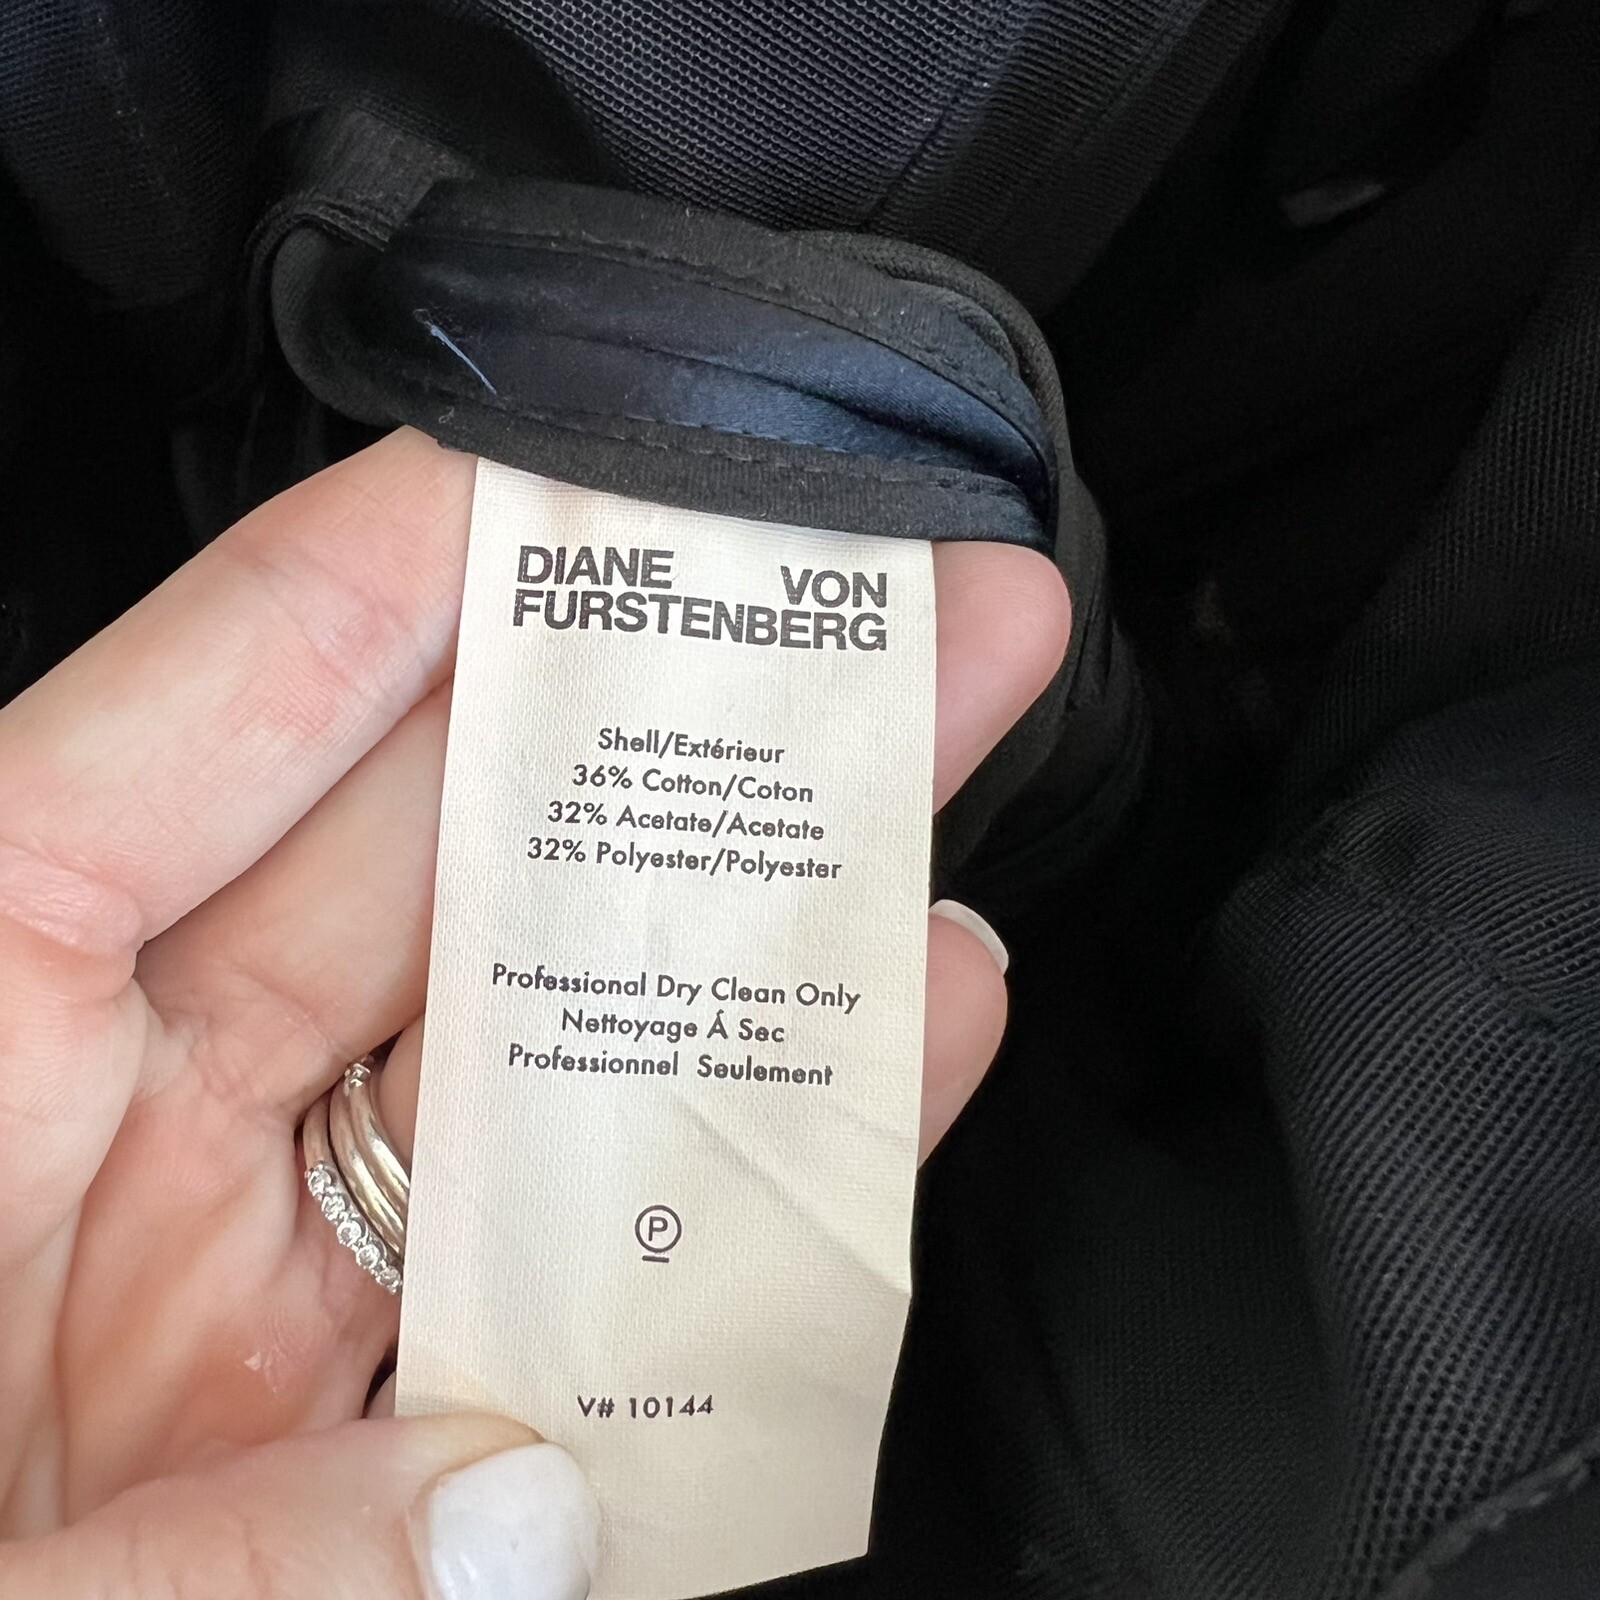 DIANE VON
FURSTENBERG
Shell/Extérieur
36% Cotton/Coton
32% Acetate/Acetate
32% Polyester/Polyester
Professional Dry Clean Only
Nettoyage Á Sec
Professionnel Seulement
P
V# 10144